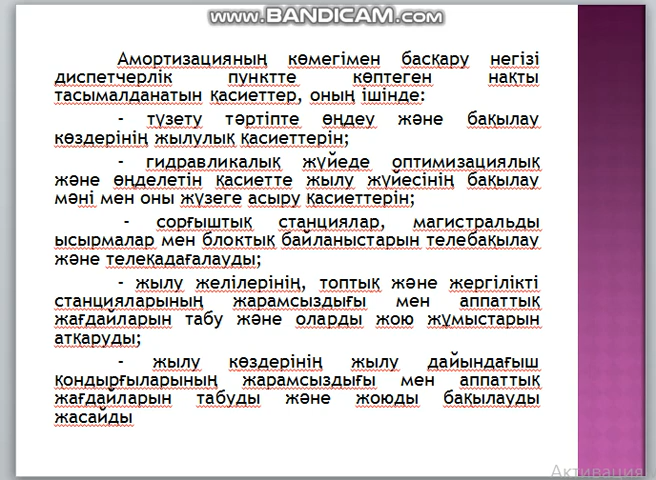 www.BANDICAM.com
Амортизацияның көмегімен басқару негізі
диспетчерлік пунктте көптеген нақты
тасымалданатын қасиеттер, оның ішінде:
- түзету тәртіпте өңдеу және бақылау
көздерінің жылулық қасиеттерін;
- гидравликалық жүйеде оптимизациялық
және өңделетін қасиетте жылу жүйесінің бақылау
мәні мен оны жүзеге асыру қасиеттерін;
- сорғыштық станциялар, магистральды
ысырмалар мен блоктық байланыстарын телебақылау
және телеқадағалауды;
- жылу желілерінің, топтық және жергілікті
станцияларының жарамсыздығы мен аппаттық
жағдайларын табу және оларды жою жұмыстарын
атқаруды;
- жылу көздерінің жылу дайындағыш
қондырғыларының жарамсыздығы мен аппаттық
жағдайларын табуды және жоюды бақылауды
жасайды
Активация